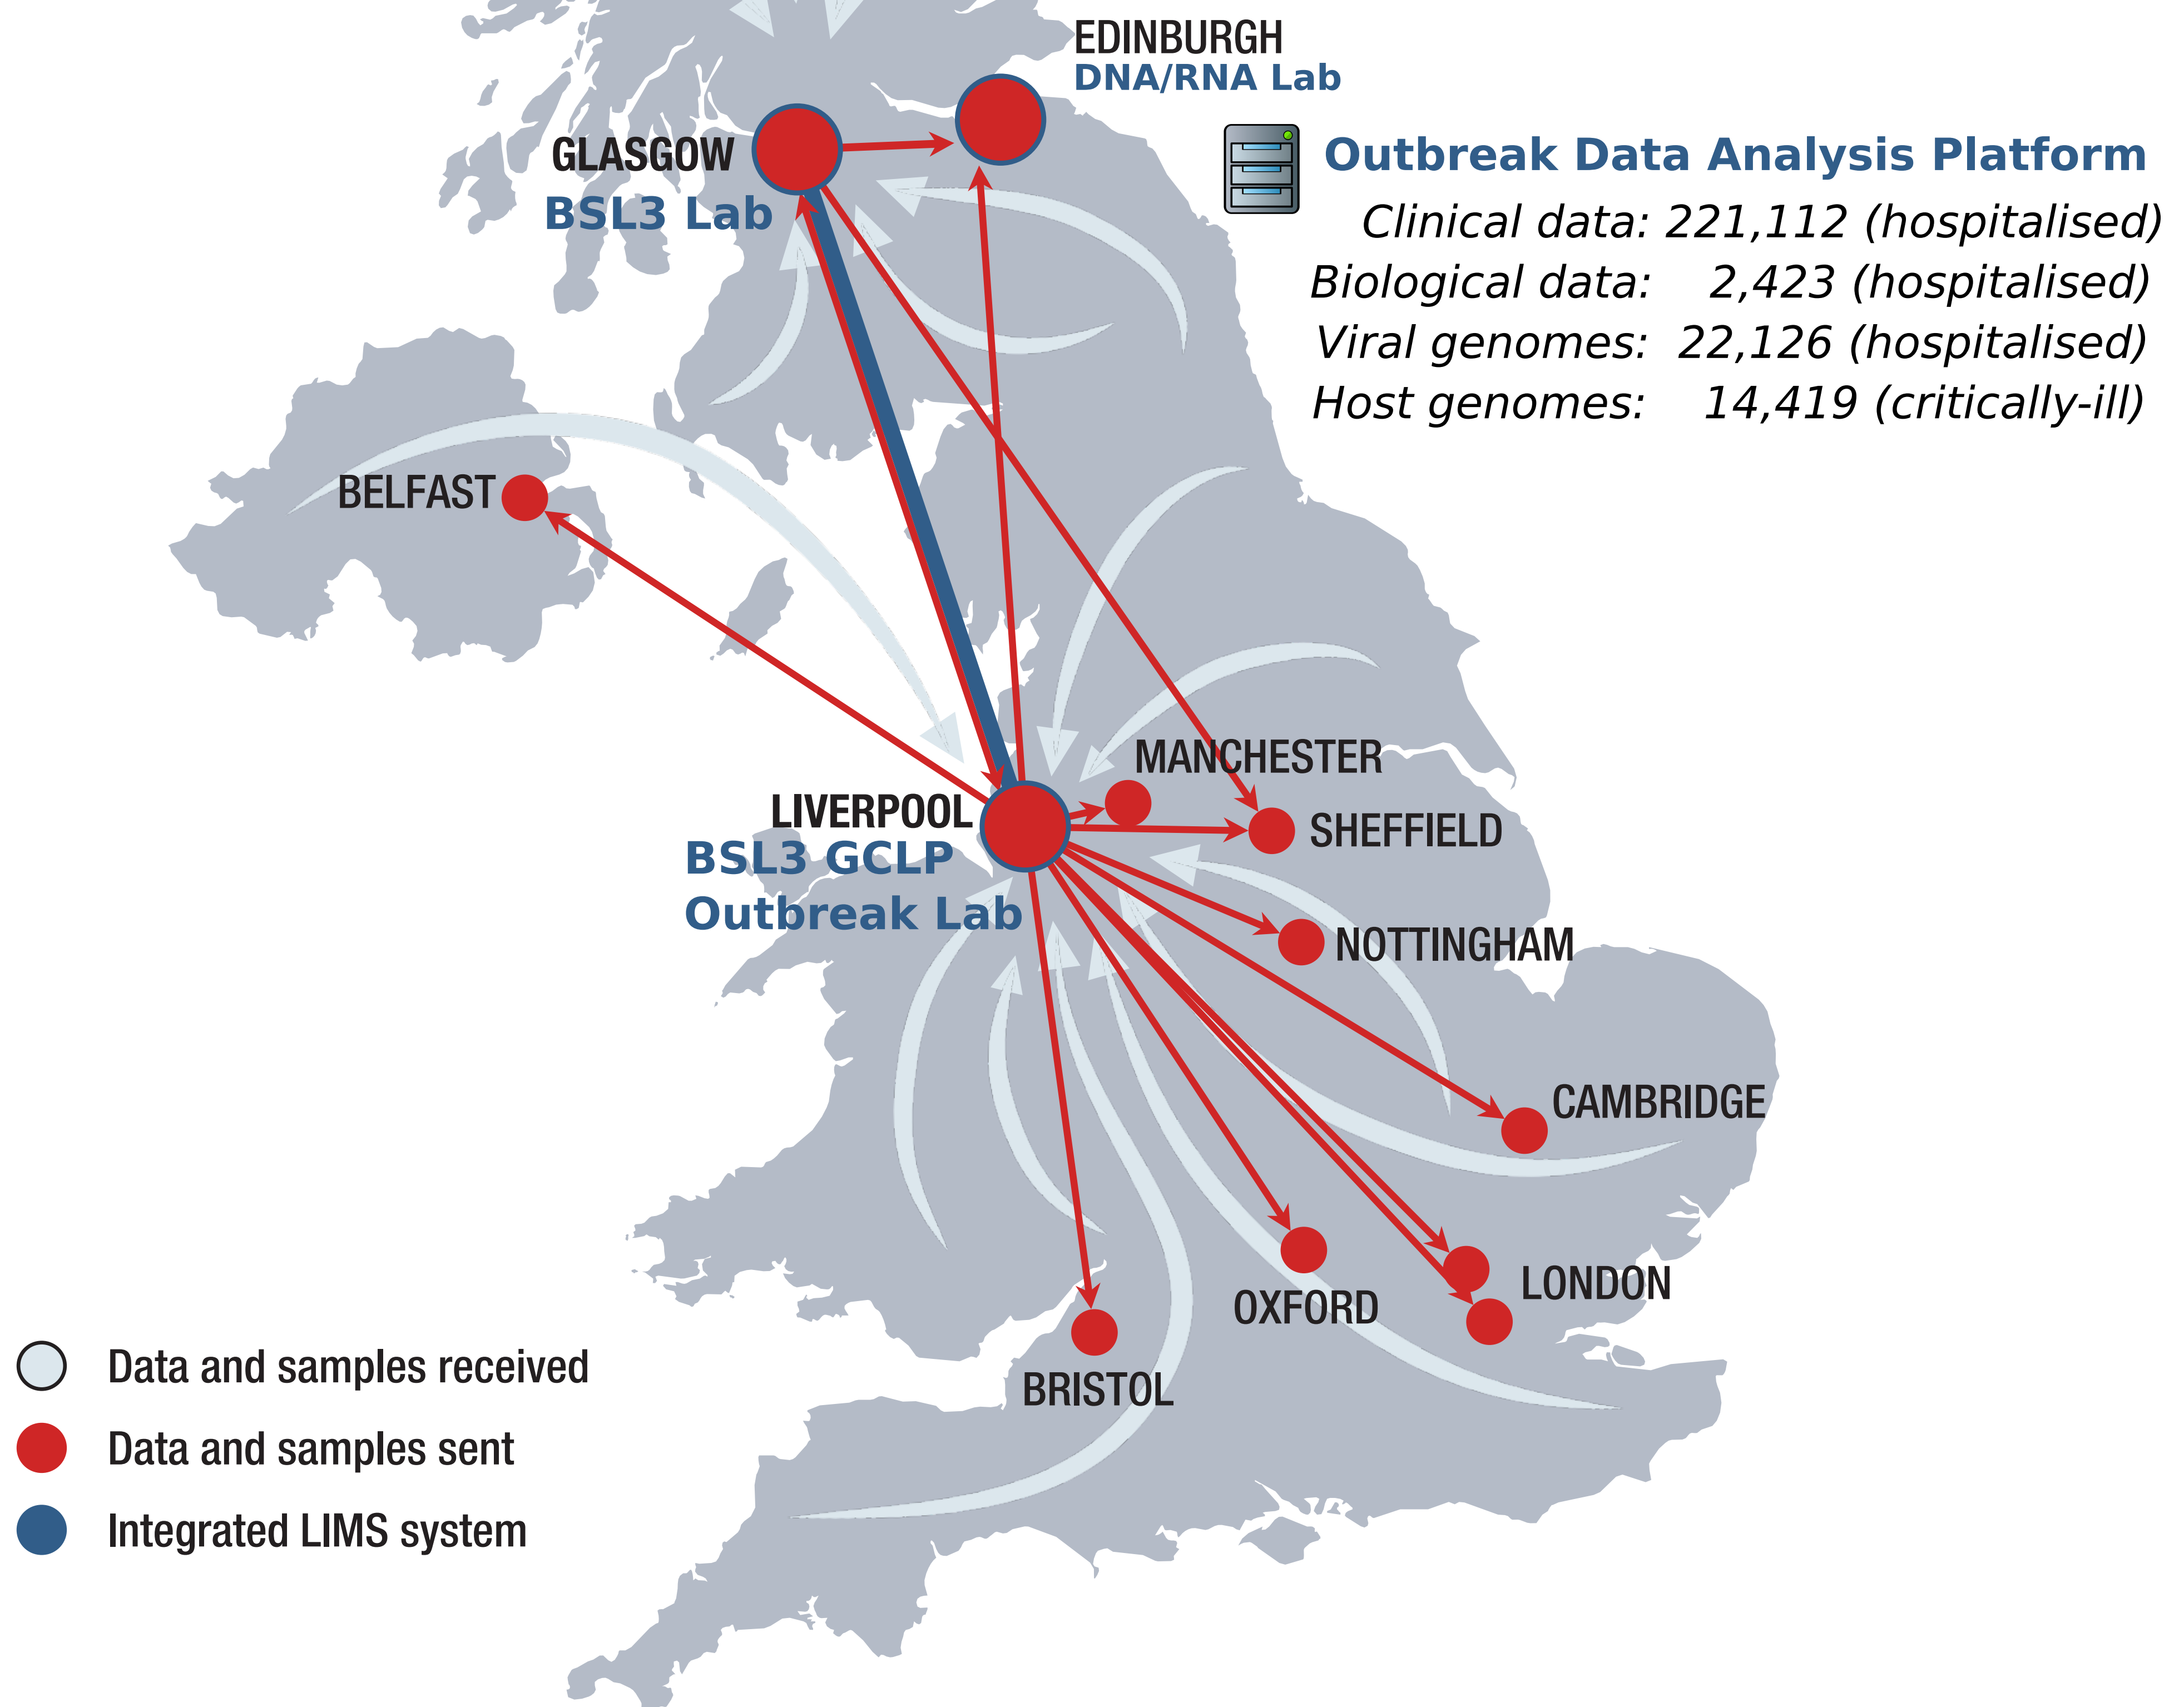 EDINBURGH
DNA/RNA Lab
GLASGOW
BSL3 Lab
Outbreak Data Analysis Platform
Clinical data: 221,112 (hospitalised)
Biological data: 2,423 (hospitalised)
Viral genomes: 22,126 (hospitalised)
Host genomes: 14,419 (critically-ill)
BELFAST
MANCHESTER
LIVERPOOL
BSL3 GCLP
Outbreak Lab
SHEFFIELD
NOTTINGHAM
CAMBRIDGE
LONDON
OXFORD
BRISTOL
Data and samples received
Data and samples sent
Integrated LIMS system